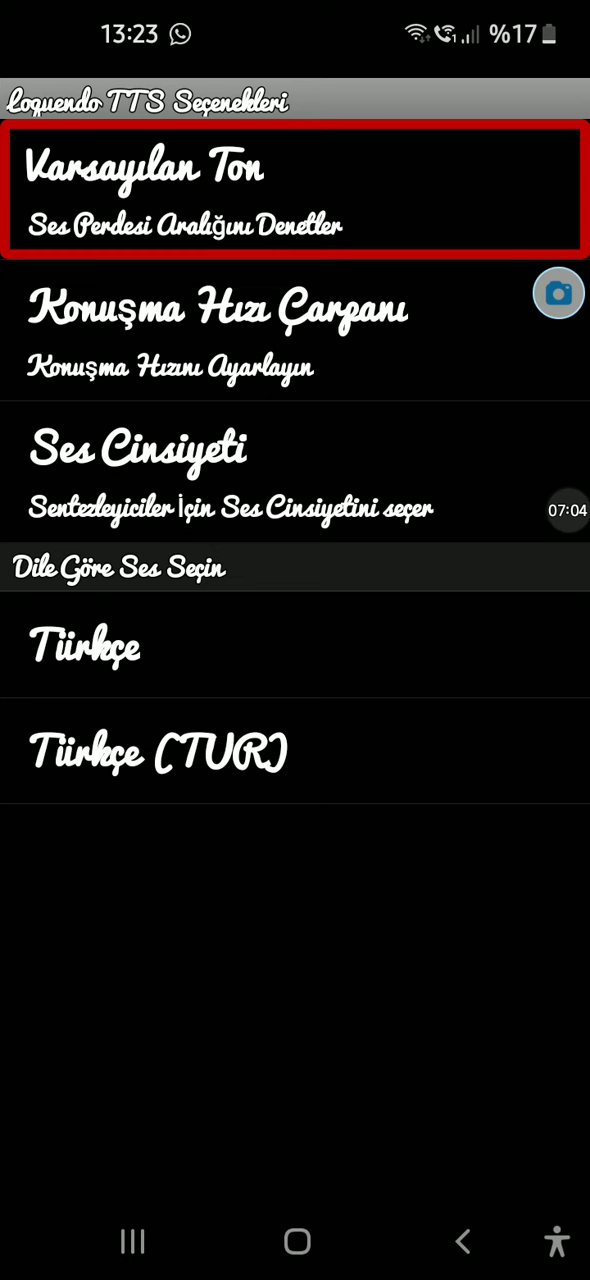 13:23 %17
Loquendo TTS Seçenekleri
Varsayılan Ton
Ses Perdesi Aralığını Denetler
Konuşma Hızı Çarpanı
Konuşma Hızını Ayarlayın
Ses Cinsiyeti
Sentezleyiciler İçin Ses Cinsiyetini seçer
07:04
Dile Göre Ses Seçin
Türkçe
Türkçe (TUR)